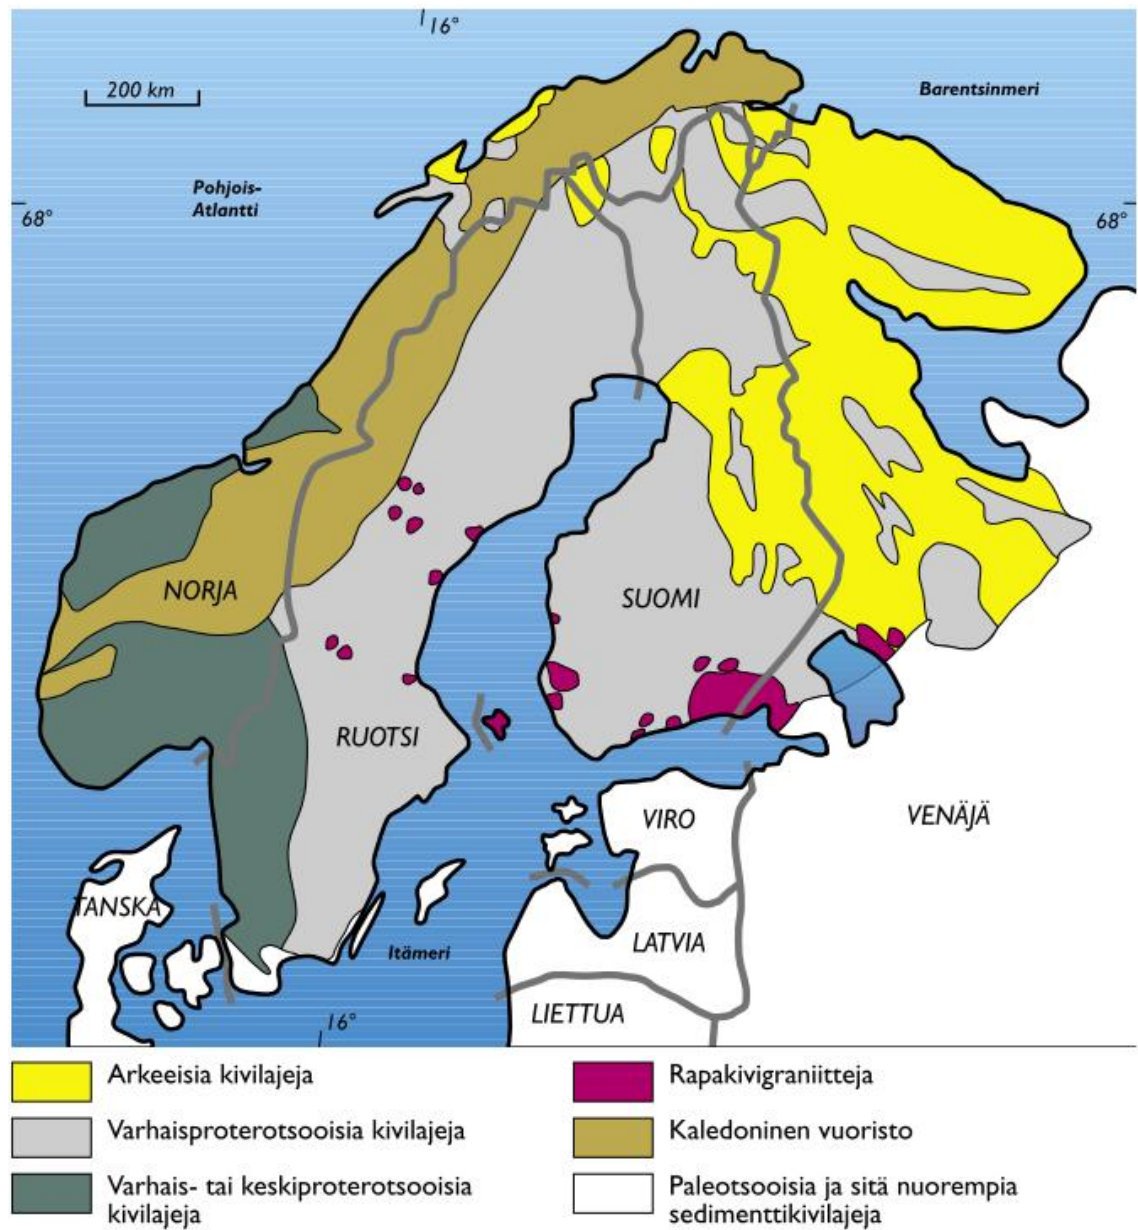 16°
200 km
Barentsinmeri
Pohjois-
Atlantti
68°
68°
NORJA
SUOMI
RUOTSI
VIRO
VENÄJÄ
TANSKA
LATVIA
Itämeri
LIETTUA
16°
Arkeeisia kivilajeja
Varhaisproterotsooisia kivilajeja
Varhais- tai keskiproterotsooisia
kivilajeja
Rapakivigraniitteja
Kaledoninen vuoristo
Paleotsooisia ja sitä nuorempia
sedimenttikivilajeja